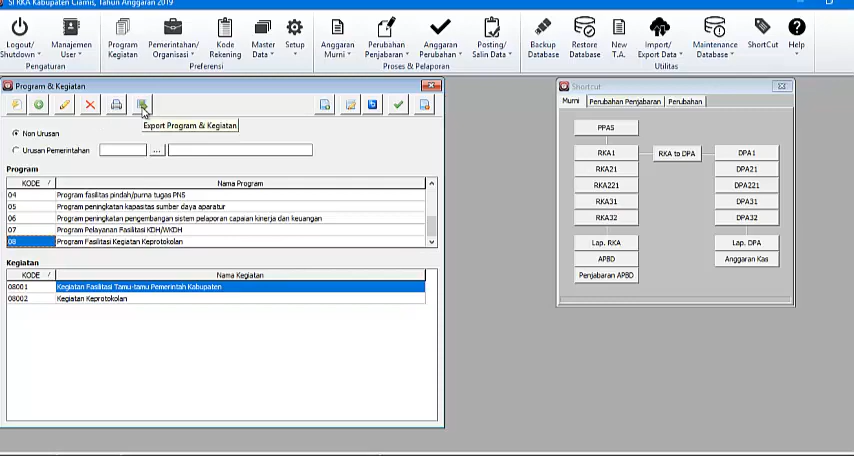 SI RKA Kabupaten Ciamis, Tahun Anggaran 2019
Logout/ Shutdown
Manajemen User
Program Kegiatan
Pemerintahan/ Organisasi
Kode Rekening
Master Data
Setup
Anggaran Murni
Perubahan Penjabaran
Anggaran Perubahan
Posting/ Salin Data
Backup Database
Restore Database
New T.A.
Import/ Export Data
Maintenance Database
ShortCut
Help
Pengaturan
Preferensi
Proses & Pelaporan
Utilitas
Program & Kegiatan
Export Program & Kegiatan
Non Urusan
Urusan Pemerintahan
...
Program
KODE / Nama Program
04 Program fasilitas pindah/purna tugas PNS
05 Program peningkatan kapasitas sumber daya aparatur
06 Program peningkatan pengembangan sistem pelaporan capaian kinerja dan keuangan
07 Program Pelayanan Fasilitasi KDH/WKDH
08 Program Fasilitasi Kegiatan Keprotokolan
Kegiatan
KODE / Nama Kegiatan
08001 Kegiatan Fasilitasi Tamu-tamu Pemerintah Kabupaten
08002 Kegiatan Keprotokolan
Shortcut
Murni Perubahan Penjabaran Perubahan
PPAS
RKA1 RKA to DPA DPA1
RKA21 DPA21
RKA221 DPA221
RKA31 DPA31
RKA32 DPA32
Lap. RKA Lap. DPA
APBD Anggaran Kas
Penjabaran APBD